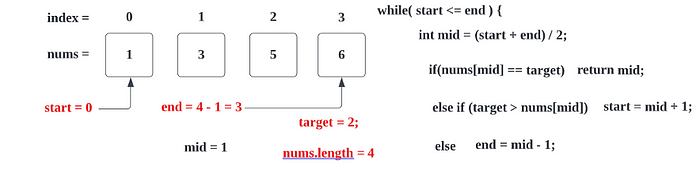 index = 0 1 2 3
nums = 1 3 5 6
start = 0 end = 4 - 1 = 3
target = 2;
mid = 1
nums.length = 4
while( start <= end ) {
int mid = (start + end) / 2;
if(nums[mid] == target) return mid;
else if (target > nums[mid]) start = mid + 1;
else end = mid - 1;